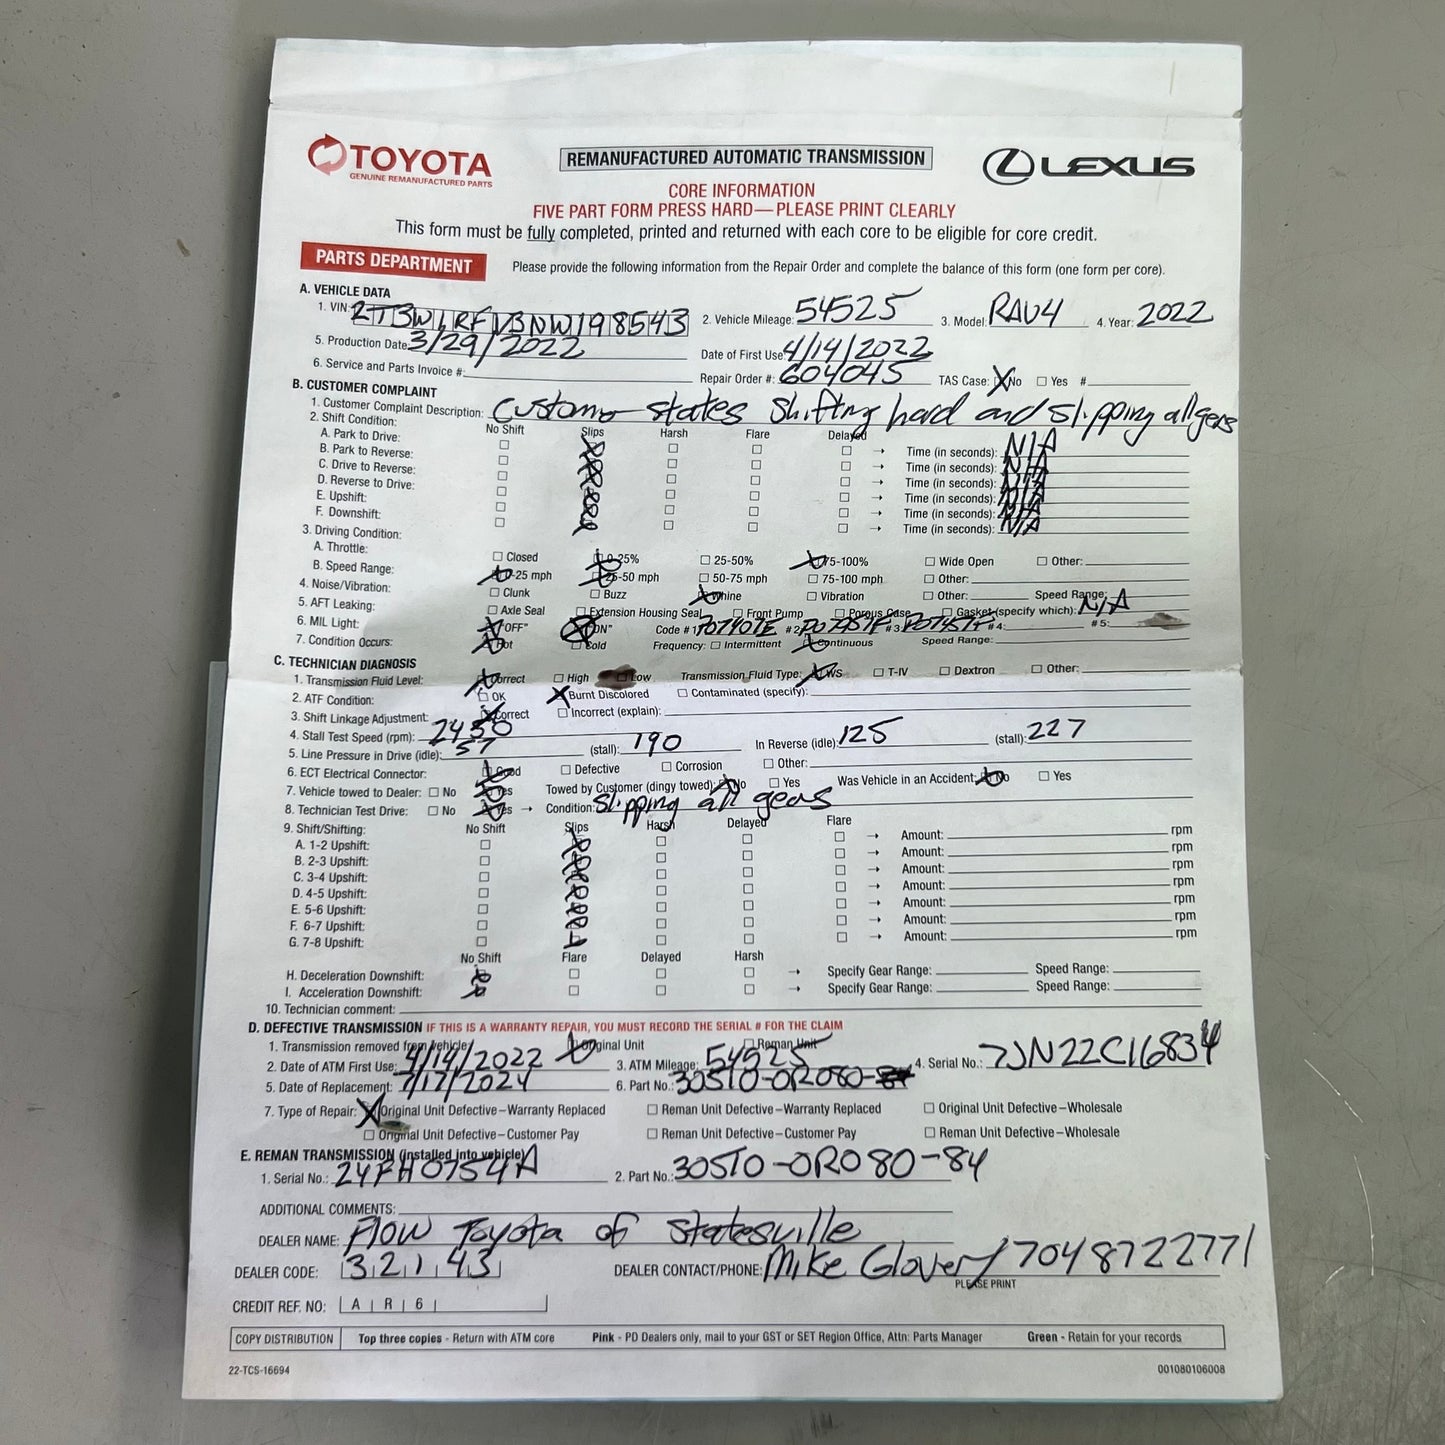 TOYOTA
GENUINE REMANUFACTURED PARTS
REMANUFACTURED AUTOMATIC TRANSMISSION
LEXUS
CORE INFORMATION
FIVE PART FORM PRESS HARD—PLEASE PRINT CLEARLY
This form must be fully completed, printed and returned with each core to be eligible for core credit.
PARTS DEPARTMENT Please provide the following information from the Repair Order and complete the balance of this form (one form per core).
A. VEHICLE DATA
1. VIN: 2T3W1RFV3NW198543 2. Vehicle Mileage: 54525 3. Model: RAV4 4. Year: 2022
5. Production Date: 3/29/2022 Date of First Use 4/14/2022
6. Service and Parts Invoice #: Repair Order #: 604045 TAS Case: No Yes #
B. CUSTOMER COMPLAINT
1. Customer Complaint Description: Customer states shifting hard and slipping all gers
2. Shift Condition: No Shift Slips Harsh Flare Delayed
A. Park to Drive: Time (in seconds): N/A
B. Park to Reverse: Time (in seconds): N/A
C. Drive to Reverse: Time (in seconds): N/A
D. Reverse to Drive: Time (in seconds): N/A
E. Upshift: Time (in seconds): N/A
F. Downshift: Time (in seconds): N/A
3. Driving Condition:
A. Throttle: Closed 0-25% 25-50% 75-100% Wide Open Other:
B. Speed Range: 0-25 mph 25-50 mph 50-75 mph 75-100 mph Other:
4. Noise/Vibration: Clunk Buzz Whine Vibration Other: Speed Range:
5. AFT Leaking: Axle Seal Extension Housing Seal Front Pump Porous Case Gasket (specify which): N/A
6. MIL Light: "OFF" "ON" Code # 1 #2 #3 #4: #5:
7. Condition Occurs: Hot Cold Frequency: Intermittent Continuous Speed Range:
C. TECHNICIAN DIAGNOSIS
1. Transmission Fluid Level: Correct High Low Transmission Fluid Type: WS T-IV Dextron Other:
2. ATF Condition: OK Burnt Discolored Contaminated (specify):
3. Shift Linkage Adjustment: Correct Incorrect (explain):
4. Stall Test Speed (rpm): 2450
5. Line Pressure in Drive (idle): 57 (stall): 190 In Reverse (idle): 125 (stall): 227
6. ECT Electrical Connector: Good Defective Corrosion Other:
7. Vehicle towed to Dealer: No Yes Towed by Customer (dingy towed): No Yes Was Vehicle in an Accident: No Yes
8. Technician Test Drive: No Yes → Condition: slipping all gears
9. Shift/Shifting: No Shift Slips Harsh Delayed Flare
A. 1-2 Upshift: Amount: rpm
B. 2-3 Upshift: Amount: rpm
C. 3-4 Upshift: Amount: rpm
D. 4-5 Upshift: Amount: rpm
E. 5-6 Upshift: Amount: rpm
F. 6-7 Upshift: Amount: rpm
G. 7-8 Upshift: Amount: rpm
No Shift Flare Delayed Harsh
H. Deceleration Downshift: Specify Gear Range: Speed Range:
I. Acceleration Downshift: Specify Gear Range: Speed Range:
10. Technician comment:
D. DEFECTIVE TRANSMISSION IF THIS IS A WARRANTY REPAIR, YOU MUST RECORD THE SERIAL # FOR THE CLAIM
1. Transmission removed from vehicle: Original Unit Reman Unit
2. Date of ATM First Use: 4/14/2022 3. ATM Mileage: 54525 4. Serial No.: 7JN22C16834
5. Date of Replacement: 7/17/2024 6. Part No.: 30510-0R080-84
7. Type of Repair: Original Unit Defective–Warranty Replaced Reman Unit Defective–Warranty Replaced Original Unit Defective–Wholesale
Original Unit Defective–Customer Pay Reman Unit Defective–Customer Pay Reman Unit Defective–Wholesale
E. REMAN TRANSMISSION (installed into vehicle)
1. Serial No.: 24FH0754A 2. Part No.: 30510-0R080-84
ADDITIONAL COMMENTS:
DEALER NAME: Flow Toyota of Statesville
DEALER CODE: 32143 DEALER CONTACT/PHONE: Mike Glover/7048722771
PLEASE PRINT
CREDIT REF. NO: A R 6
COPY DISTRIBUTION Top three copies - Return with ATM core Pink - PD Dealers only, mail to your GST or SET Region Office, Attn: Parts Manager Green - Retain for your records
22-TCS-16694 001080106008